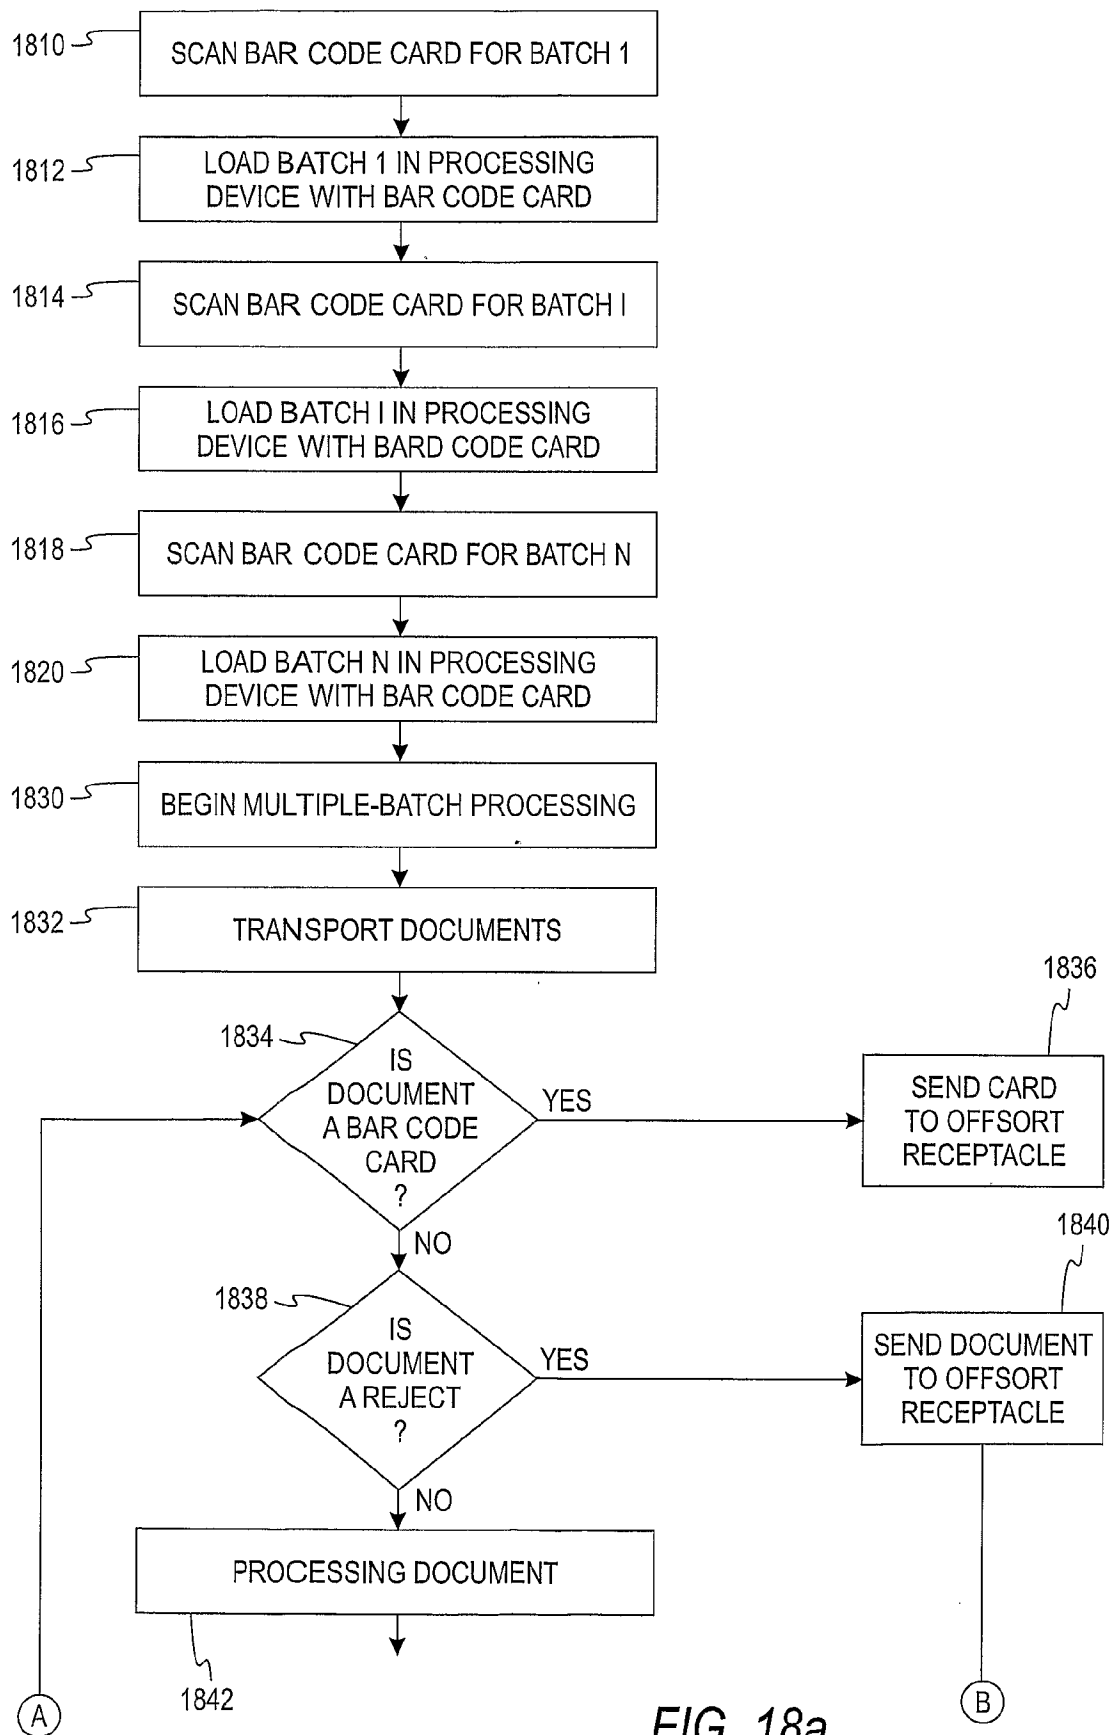 1810
SCAN BAR CODE CARD FOR BATCH 1
1812
LOAD BATCH 1 IN PROCESSING
DEVICE WITH BAR CODE CARD
1814
SCAN BAR CODE CARD FOR BATCH I
1816
LOAD BATCH I IN PROCESSING
DEVICE WITH BARD CODE CARD
1818
SCAN BAR CODE CARD FOR BATCH N
1820
LOAD BATCH N IN PROCESSING
DEVICE WITH BAR CODE CARD
1830
BEGIN MULTIPLE-BATCH PROCESSING
1832
TRANSPORT DOCUMENTS
1834
IS
DOCUMENT
A BAR CODE
CARD
?
YES
1836
SEND CARD
TO OFFSORT
RECEPTACLE
NO
1838
IS
DOCUMENT
A REJECT
?
YES
1840
SEND DOCUMENT
TO OFFSORT
RECEPTACLE
NO
PROCESSING DOCUMENT
1842
A
B
FIG. 18a